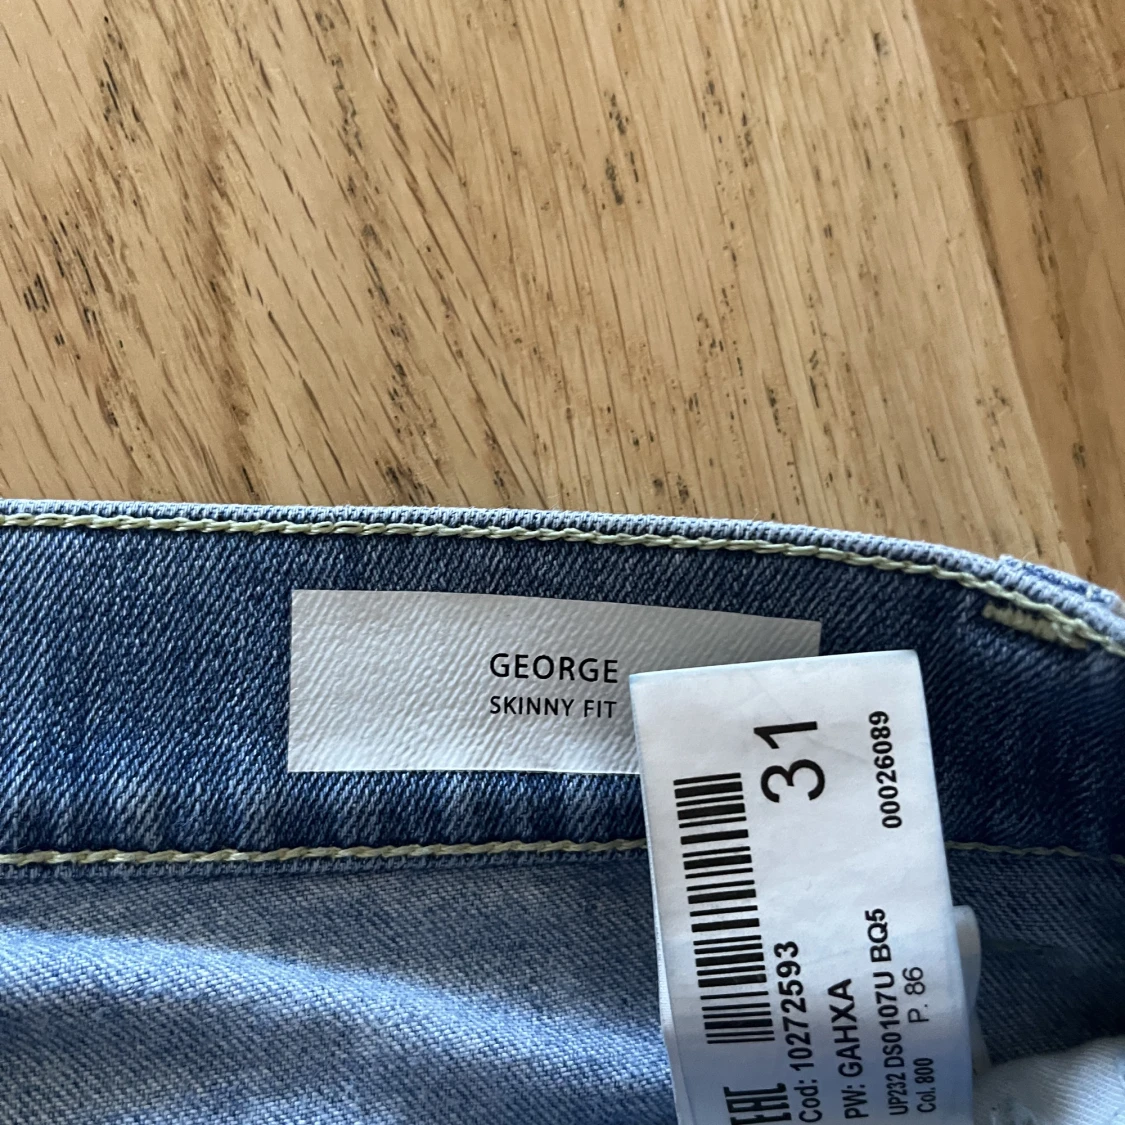 GEORGE
SKINNY FIT
31
00026089
EAC
Cod: 10272593
PW: GAHXA
UP232 DS0107U BQ5
Col. 800 P. 86